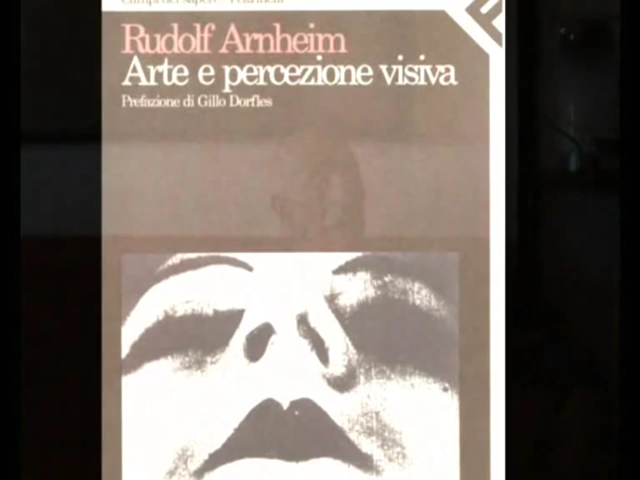 Rudolf Arnheim
Arte e percezione visiva
Prefazione di Gillo Dorfles